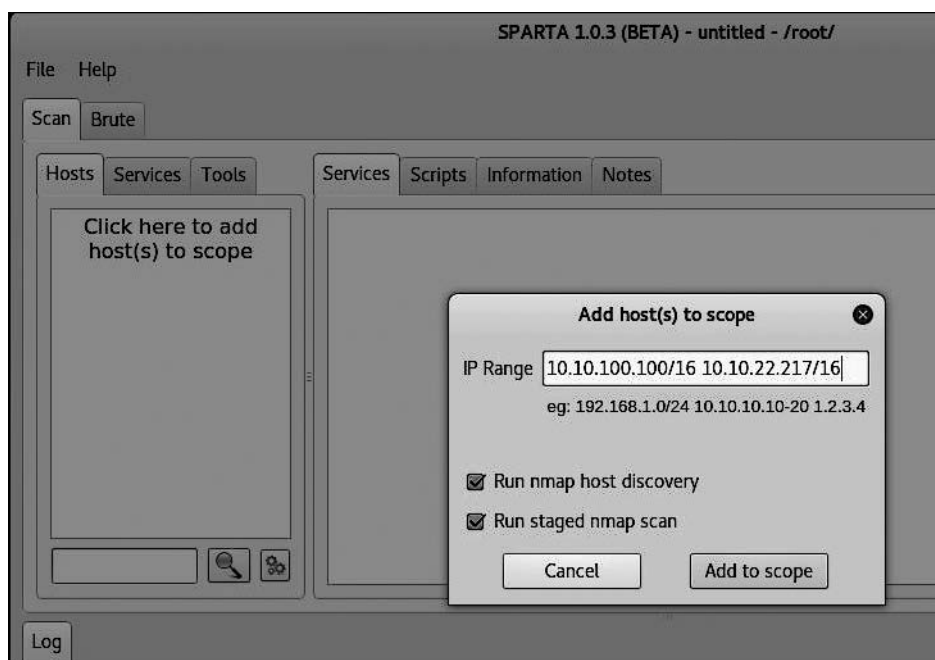 SPARTA 1.0.3 (BETA) - untitled - /root/
File Help
Scan Brute
Hosts Services Tools
Services Scripts Information Notes
Click here to add
host(s) to scope
Add host(s) to scope
IP Range 10.10.100.100/16 10.10.22.217/16
eg: 192.168.1.0/24 10.10.10.10-20 1.2.3.4
Run nmap host discovery
Run staged nmap scan
Cancel Add to scope
Log